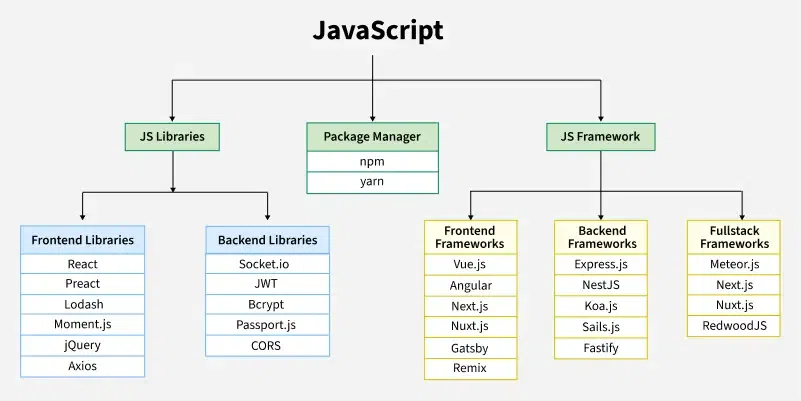 JavaScript
JS Libraries
Package Manager
npm
yarn
JS Framework
Frontend Libraries
React
Preact
Lodash
Moment.js
jQuery
Axios
Backend Libraries
Socket.io
JWT
Bcrypt
Passport.js
CORS
Frontend
Frameworks
Vue.js
Angular
Next.js
Nuxt.js
Gatsby
Remix
Backend
Frameworks
Express.js
NestJS
Koa.js
Sails.js
Fastify
Fullstack
Frameworks
Meteor.js
Next.js
Nuxt.js
RedwoodJS